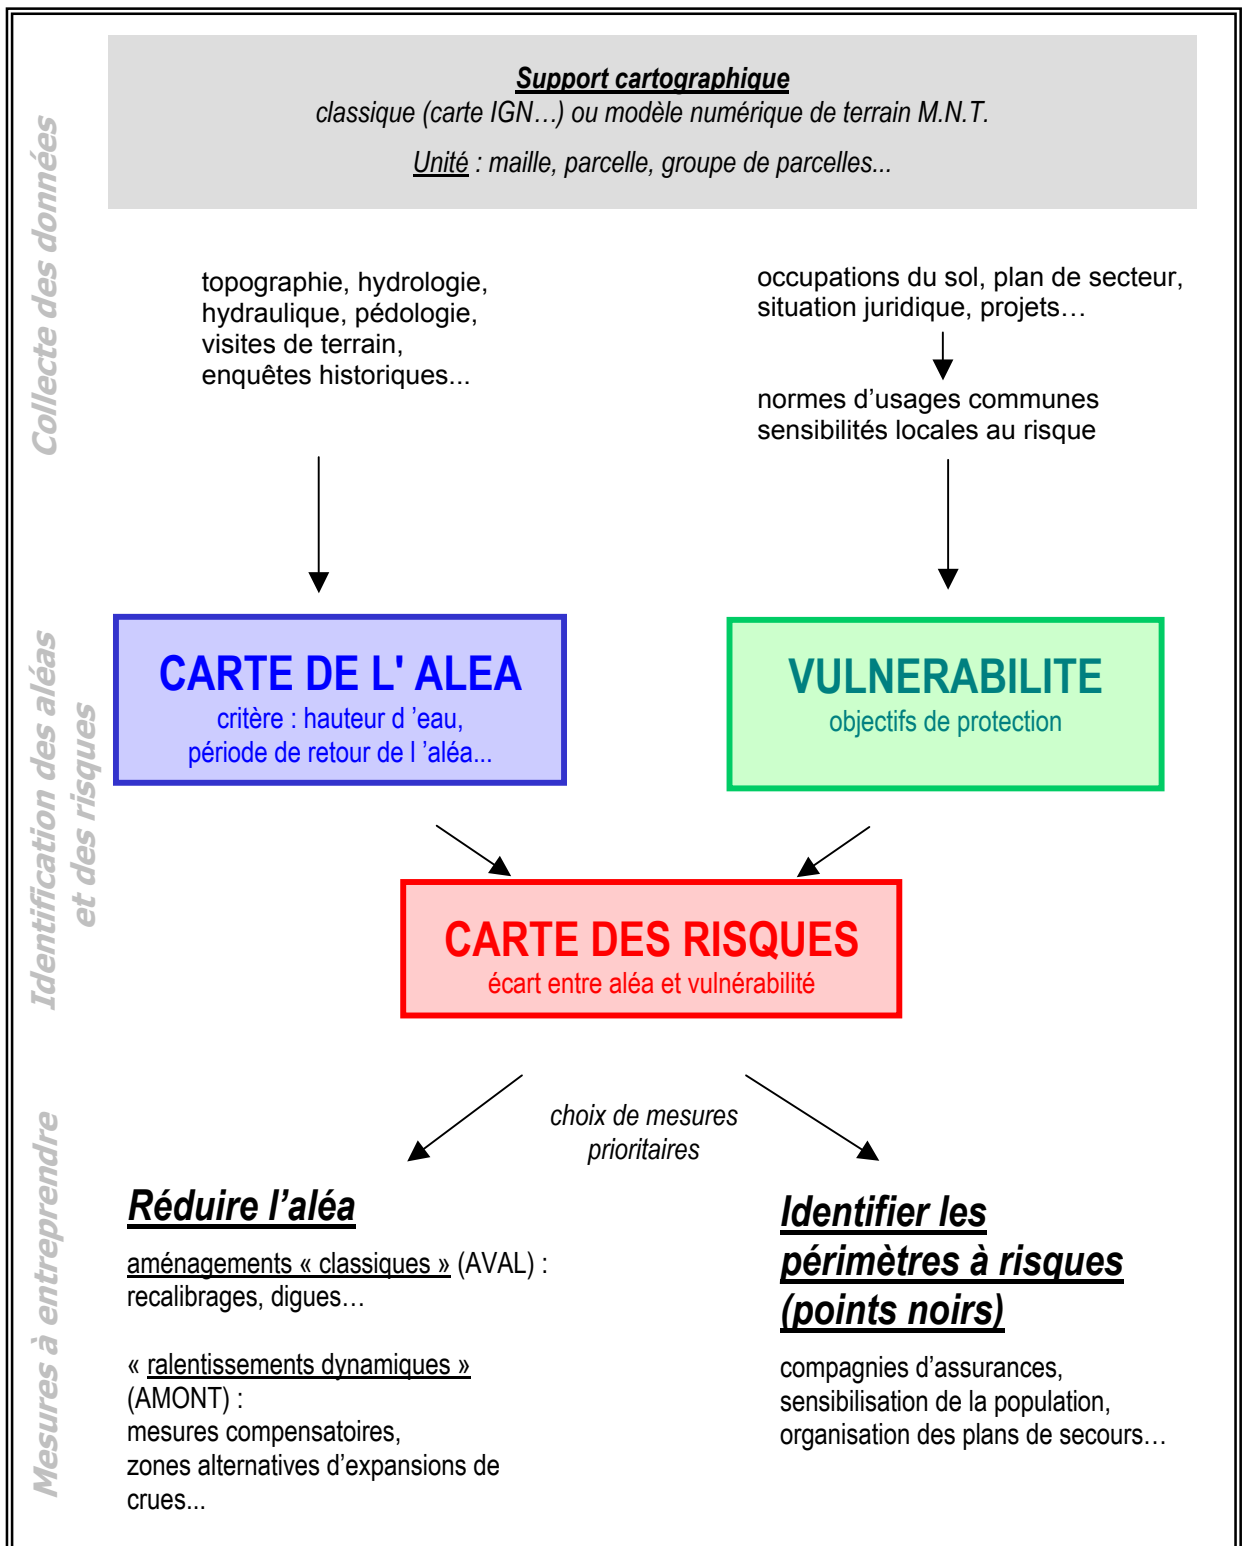 Support cartographique
classique (carte IGN…) ou modèle numérique de terrain M.N.T.
Unité : maille, parcelle, groupe de parcelles...
Collecte des données
topographie, hydrologie,
hydraulique, pédologie,
visites de terrain,
enquêtes historiques...
occupations du sol, plan de secteur,
situation juridique, projets…
normes d’usages communes
sensibilités locales au risque
Identification des aléas
et des risques
CARTE DE L' ALEA
critère : hauteur d ’eau,
période de retour de l ’aléa...
VULNERABILITE
objectifs de protection
CARTE DES RISQUES
écart entre aléa et vulnérabilité
Mesures à entreprendre
choix de mesures
prioritaires
Réduire l’aléa
aménagements « classiques » (AVAL) :
recalibrages, digues…
« ralentissements dynamiques »
(AMONT) :
mesures compensatoires,
zones alternatives d’expansions de
crues...
Identifier les
périmètres à risques
(points noirs)
compagnies d’assurances,
sensibilisation de la population,
organisation des plans de secours…